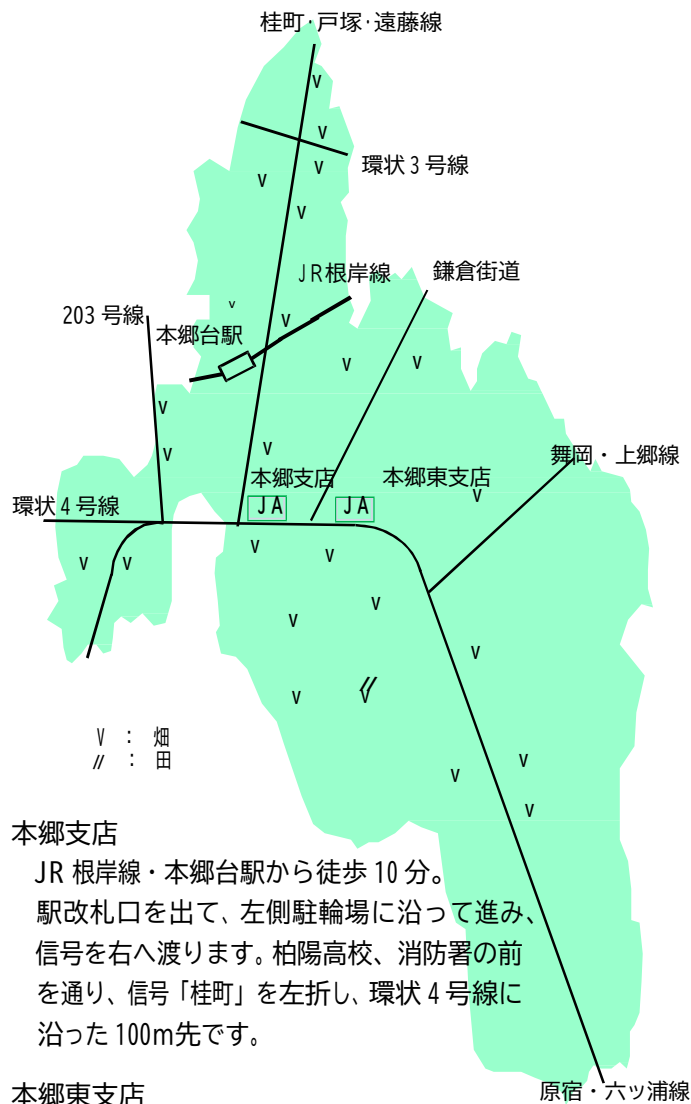 桂町・戸塚・遠藤線
V
V
環状３号線
V
V
V
JR根岸線
鎌倉街道
V
203 号線
本郷台駅
V
V
V
V
V
V
舞岡・上郷線
本郷支店
本郷東支店
V
環状４号線
JA
JA
V
V
V
V
V
V
V
V
〃
V
V
V
V
V
V : 畑
〃 : 田
本郷支店
JR 根岸線・本郷台駅から徒歩 10 分。
駅改札口を出て、左側駐輪場に沿って進み、
信号を右へ渡ります。柏陽高校、消防署の前
を通り、信号「桂町」を左折し、環状４号線に
沿った 100m先です。
原宿・六ッ浦線
本郷東支店